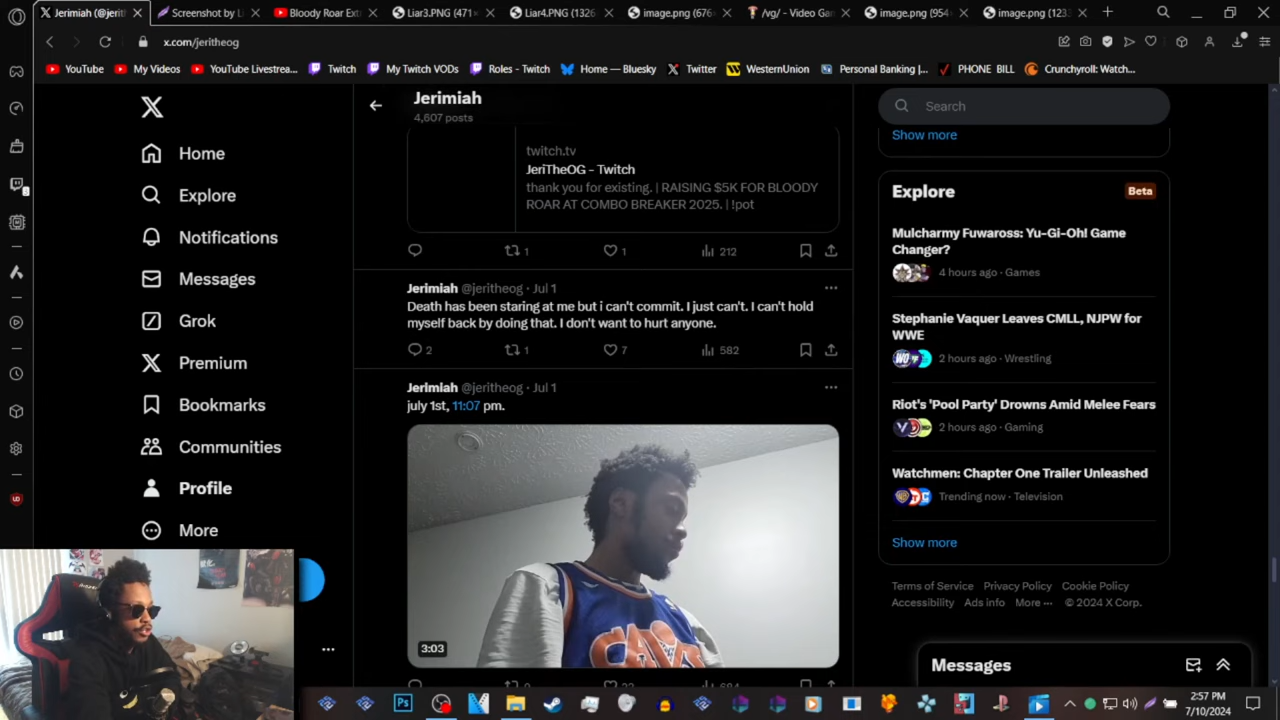 Jerimiah (@jerit
Screenshot by Li
Bloody Roar Ext
Liar3.PNG (471×
Liar4.PNG (1326
image.png (676×
/vg/ - Video Gam
image.png (954×
image.png (123
x.com/jeritheog
YouTube
My Videos
YouTube Livestrea...
Twitch
My Twitch VODs
Roles - Twitch
Home — Bluesky
Twitter
WesternUnion
Personal Banking |...
PHONE BILL
Crunchyroll: Watch...
Home
Explore
Notifications
Messages
Grok
Premium
Bookmarks
Communities
Profile
More
Jerimiah
4,607 posts
twitch.tv
JeriTheOG - Twitch
thank you for existing. | RAISING $5K FOR BLOODY
ROAR AT COMBO BREAKER 2025. | !pot
1
1
212
Jerimiah @jeritheog · Jul 1
Death has been staring at me but i can't commit. I just can't. I can't hold
myself back by doing that. I don't want to hurt anyone.
2
1
7
582
Jerimiah @jeritheog · Jul 1
july 1st, 11:07 pm.
CAVS
3:03
Search
Show more
Explore
Beta
Mulcharmy Fuwaross: Yu-Gi-Oh! Game
Changer?
4 hours ago · Games
Stephanie Vaquer Leaves CMLL, NJPW for
WWE
2 hours ago · Wrestling
Riot's 'Pool Party' Drowns Amid Melee Fears
2 hours ago · Gaming
Watchmen: Chapter One Trailer Unleashed
Trending now · Television
Show more
Terms of Service Privacy Policy Cookie Policy
Accessibility Ads info More ··· © 2024 X Corp.
Messages
Ps
2:57 PM
7/10/2024